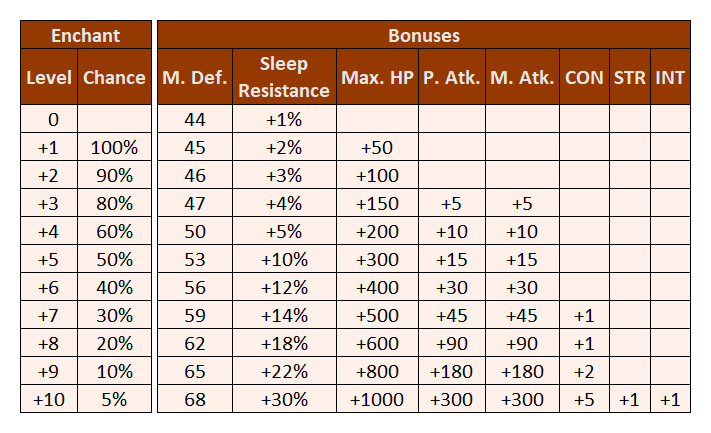 Enchant Bonuses
Level Chance M. Def. Sleep Resistance Max. HP P. Atk. M. Atk. CON STR INT
0 44 +1%
+1 100% 45 +2% +50
+2 90% 46 +3% +100
+3 80% 47 +4% +150 +5 +5
+4 60% 50 +5% +200 +10 +10
+5 50% 53 +10% +300 +15 +15
+6 40% 56 +12% +400 +30 +30
+7 30% 59 +14% +500 +45 +45 +1
+8 20% 62 +18% +600 +90 +90 +1
+9 10% 65 +22% +800 +180 +180 +2
+10 5% 68 +30% +1000 +300 +300 +5 +1 +1